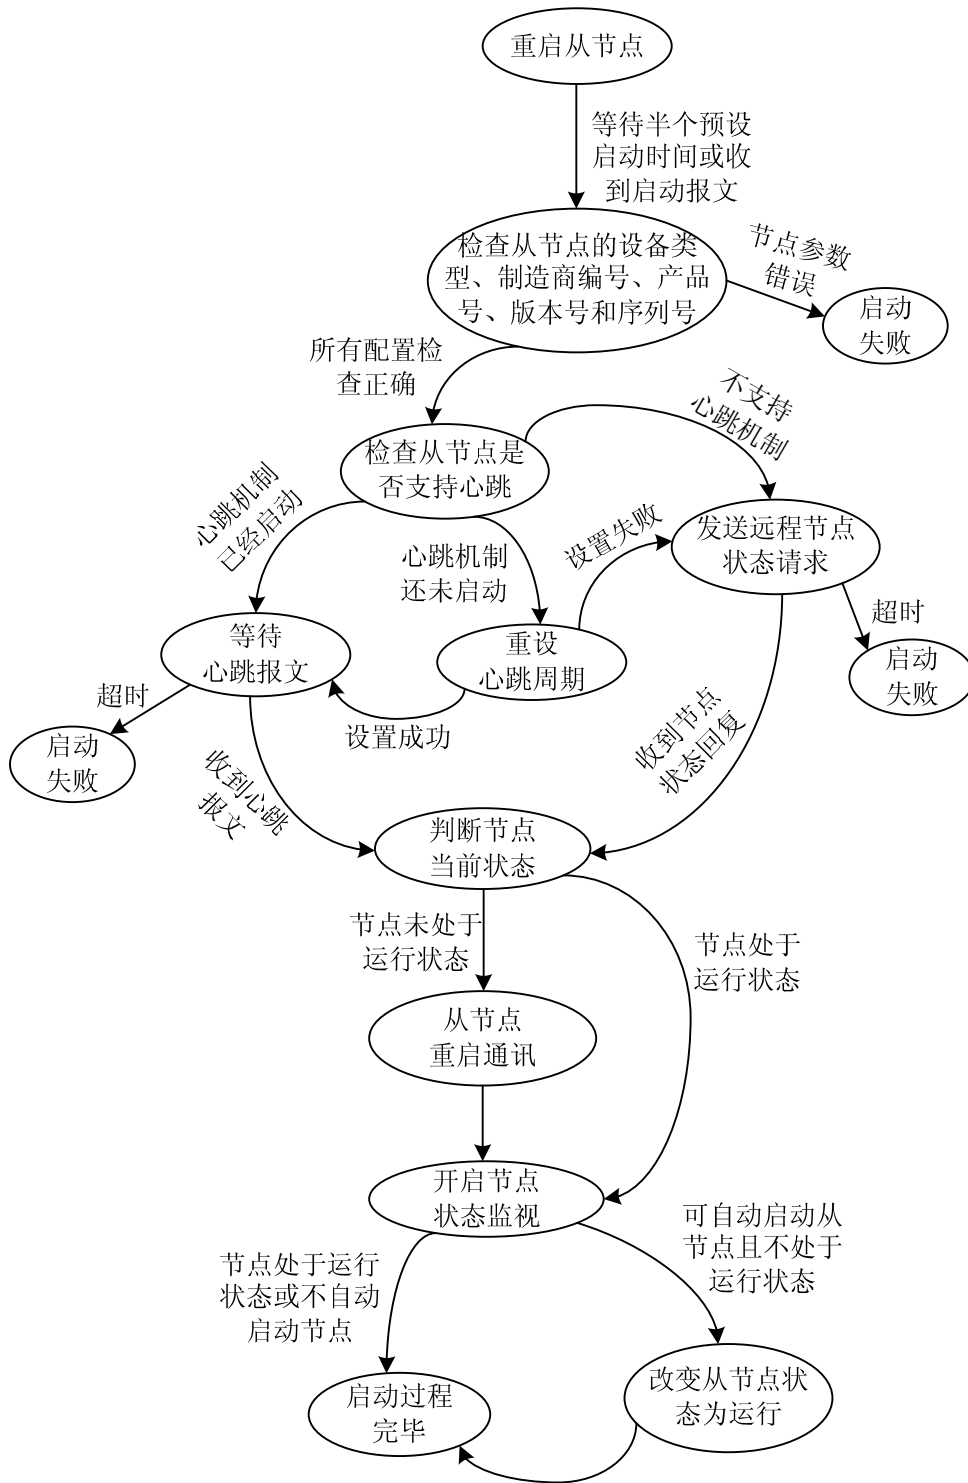 重启从节点
等待半个预设
启动时间或收
到启动报文
检查从节点的设备类
型、制造商编号、产品
号、版本号和序列号
节点参数
错误
启动
失败
所有配置检
查正确
不支持
心跳机制
检查从节点是
否支持心跳
心跳机制
已经启动
心跳机制
还未启动
设置失败
发送远程节点
状态请求
超时
启动
失败
等待
心跳报文
重设
心跳周期
设置成功
超时
启动
失败
收到心跳
报文
收到节点
状态回复
判断节点
当前状态
节点未处于
运行状态
节点处于
运行状态
从节点
重启通讯
开启节点
状态监视
可自动启动从
节点且不处于
运行状态
节点处于运行
状态或不自动
启动节点
启动过程
完毕
改变从节点状
态为运行